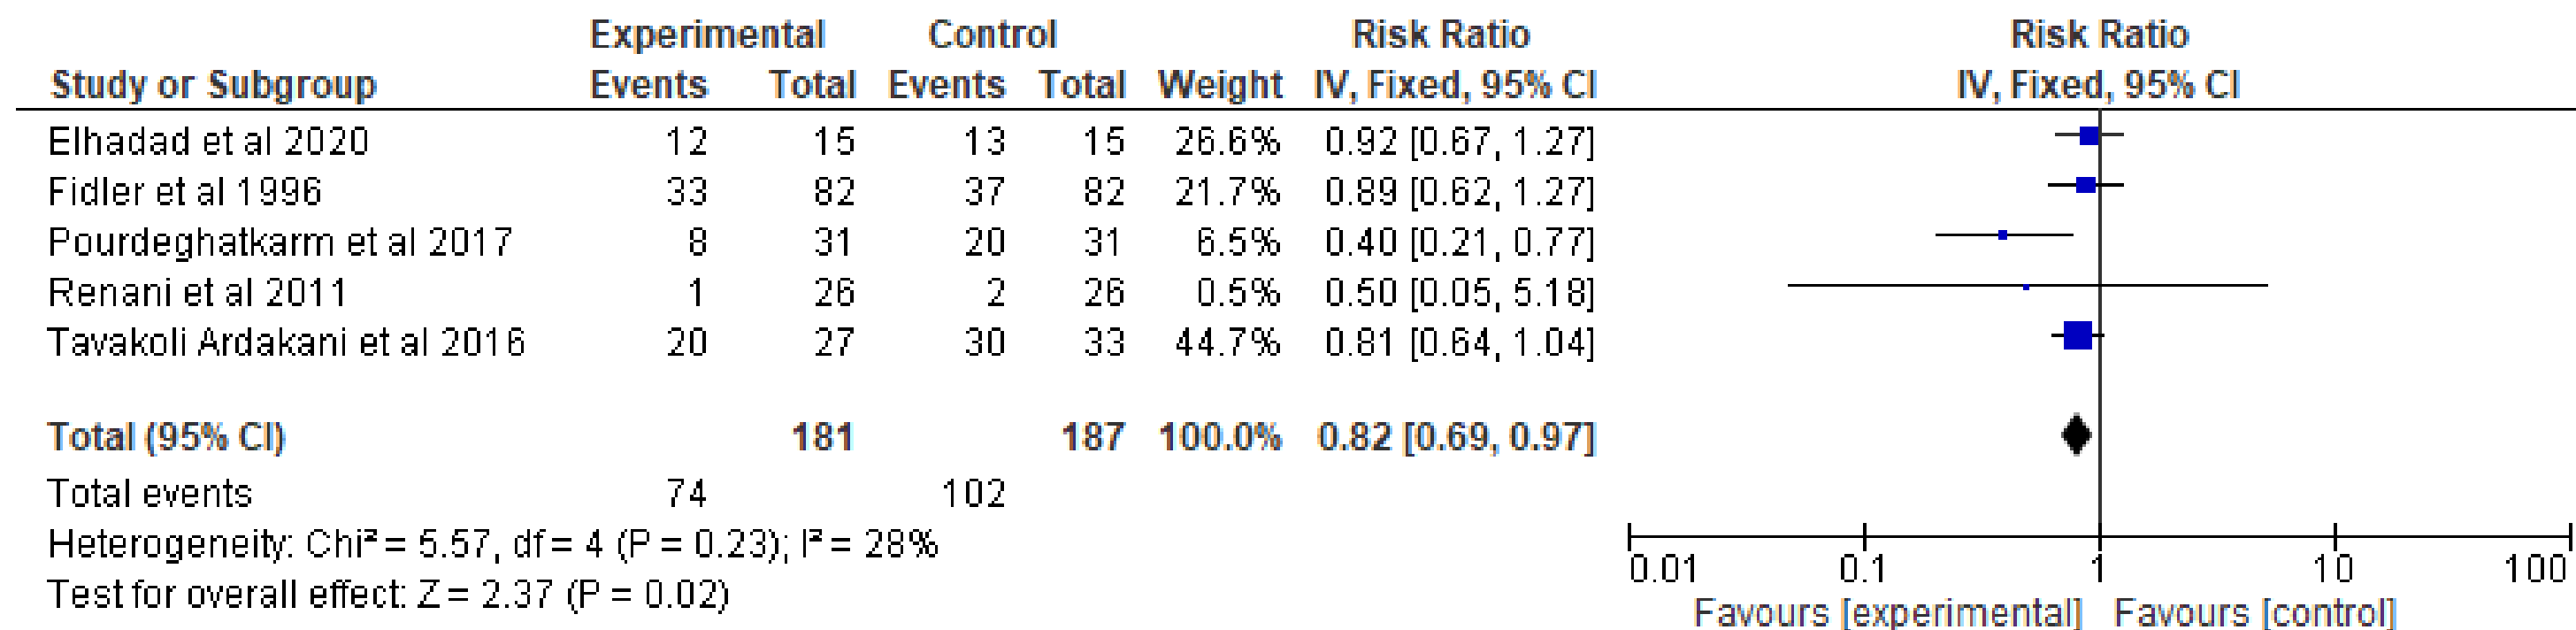 Experimental Control Risk Ratio Risk Ratio
Study or Subgroup Events Total Events Total Weight IV, Fixed, 95% CI IV, Fixed, 95% CI
Elhadad et al 2020 12 15 13 15 26.6% 0.92 [0.67, 1.27]
Fidler et al 1996 33 82 37 82 21.7% 0.89 [0.62, 1.27]
Pourdeghatkarm et al 2017 8 31 20 31 6.5% 0.40 [0.21, 0.77]
Renani et al 2011 1 26 2 26 0.5% 0.50 [0.05, 5.18]
Tavakoli Ardakani et al 2016 20 27 30 33 44.7% 0.81 [0.64, 1.04]
Total (95% CI) 181 187 100.0% 0.82 [0.69, 0.97]
Total events 74 102
Heterogeneity: Chi² = 5.57, df = 4 (P = 0.23); I² = 28%
Test for overall effect: Z = 2.37 (P = 0.02)
0.01 0.1 1 10 100
Favours [experimental] Favours [control]